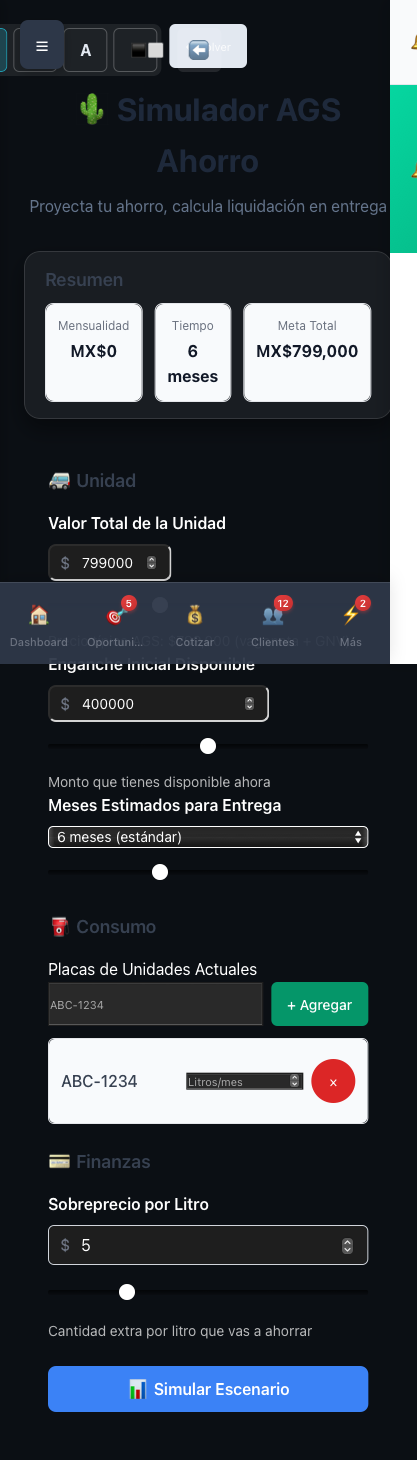 ☰
A
🌵 Simulador AGS
Ahorro
Proyecta tu ahorro, calcula liquidación en entrega
Resumen
Mensualidad
MX$0
Tiempo
6
meses
Meta Total
MX$799,000
🚐 Unidad
Valor Total de la Unidad
$ 799000
5
12
2
Dashboard
Oportuni...
Cotizar
Clientes
Más
Enganche Inicial Disponible
$ 400000
Monto que tienes disponible ahora
Meses Estimados para Entrega
6 meses (estándar)
Consumo
Placas de Unidades Actuales
ABC-1234
+ Agregar
ABC-1234
Litros/mes
×
💳 Finanzas
Sobreprecio por Litro
$ 5
Cantidad extra por litro que vas a ahorrar
📊 Simular Escenario